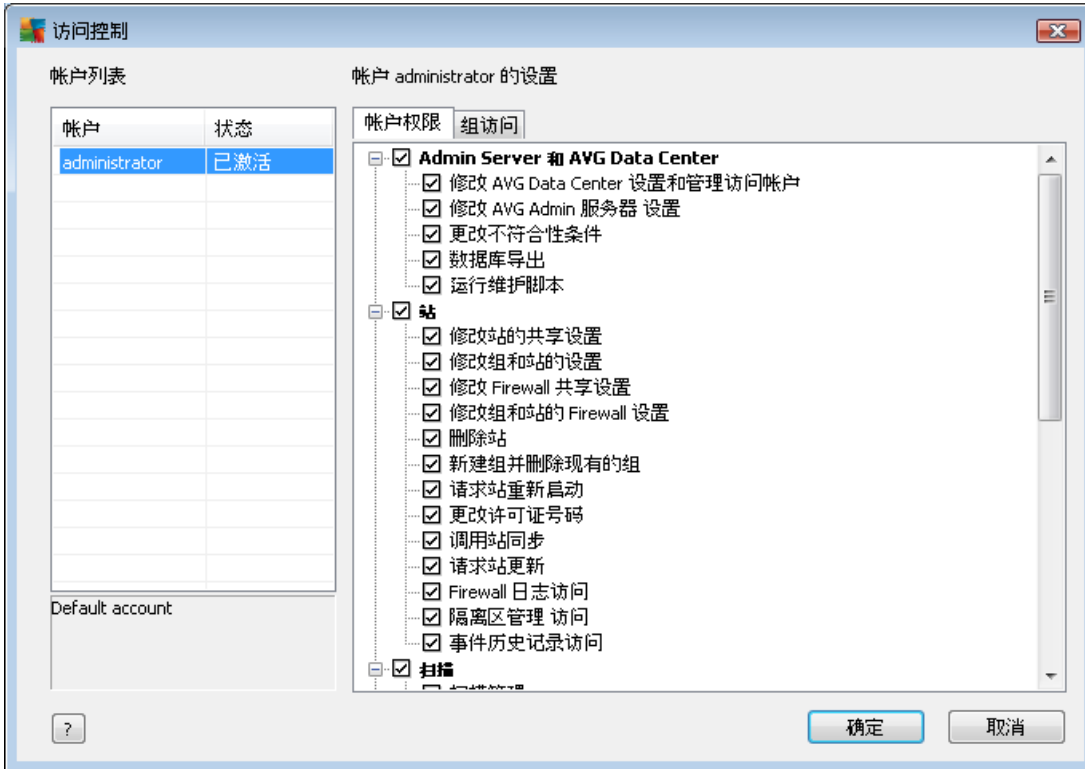 访问控制
帐户列表
帐户 administrator 的设置
帐户 状态
administrator 已激活
Default account
帐户权限 组访问
Admin Server 和 AVG Data Center
修改 AVG Data Center 设置和管理访问帐户
修改 AVG Admin 服务器 设置
更改不符合性条件
数据库导出
运行维护脚本
站
修改站的共享设置
修改组和站的设置
修改 Firewall 共享设置
修改组和站的 Firewall 设置
删除站
新建组并删除现有的组
请求站重新启动
更改许可证号码
调用站同步
请求站更新
Firewall 日志访问
隔离区管理 访问
事件历史记录访问
扫描
?
确定
取消